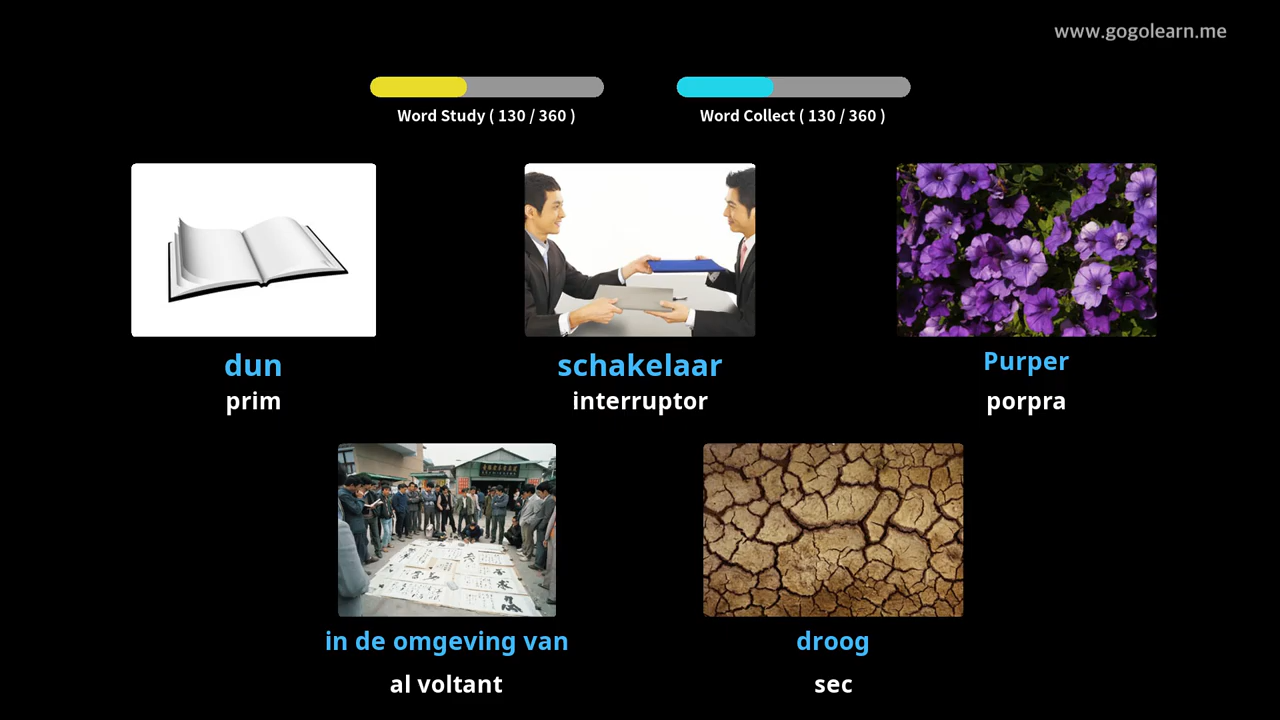 www.gogolearn.me
Word Study ( 130 / 360 )
Word Collect ( 130 / 360 )
dun
prim
schakelaar
interruptor
Purper
porpra
in de omgeving van
al voltant
droog
sec